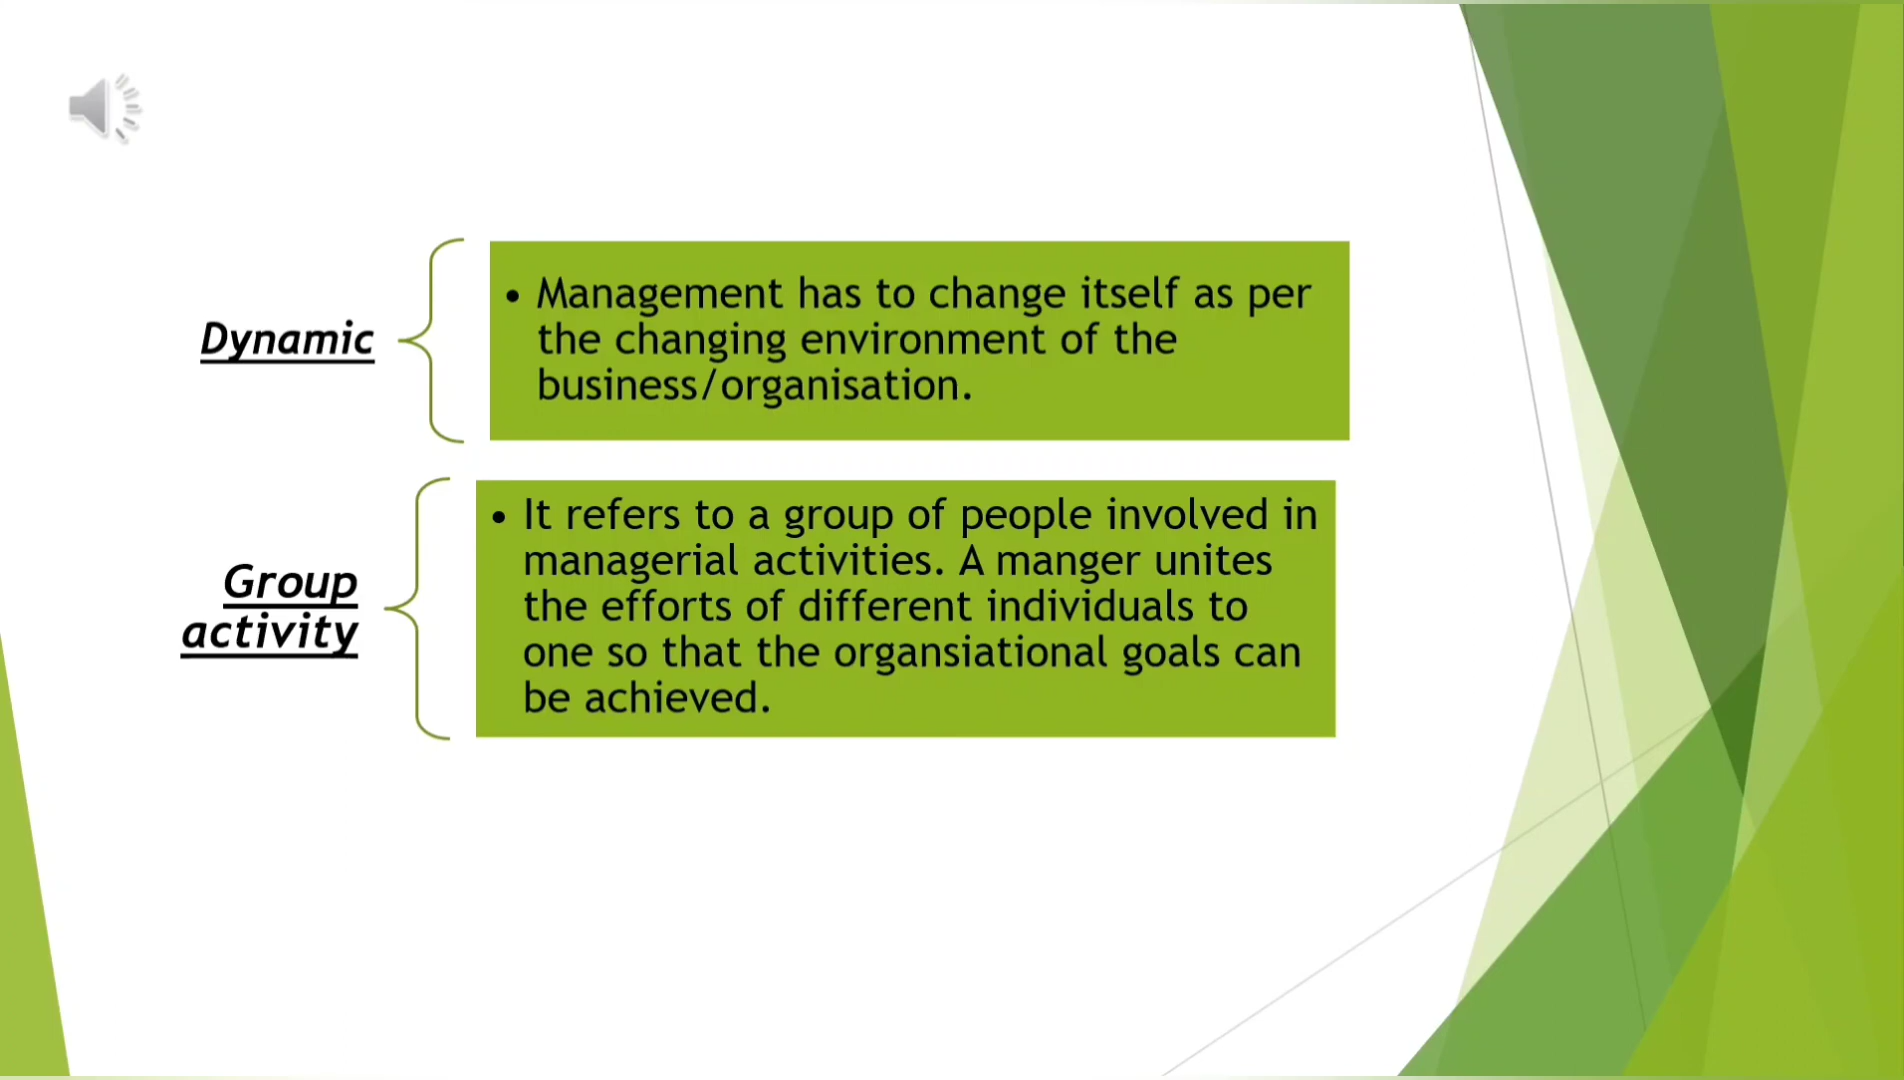 Dynamic
• Management has to change itself as per
the changing environment of the
business/organisation.
Group
activity
• It refers to a group of people involved in
managerial activities. A manger unites
the efforts of different individuals to
one so that the organsiational goals can
be achieved.